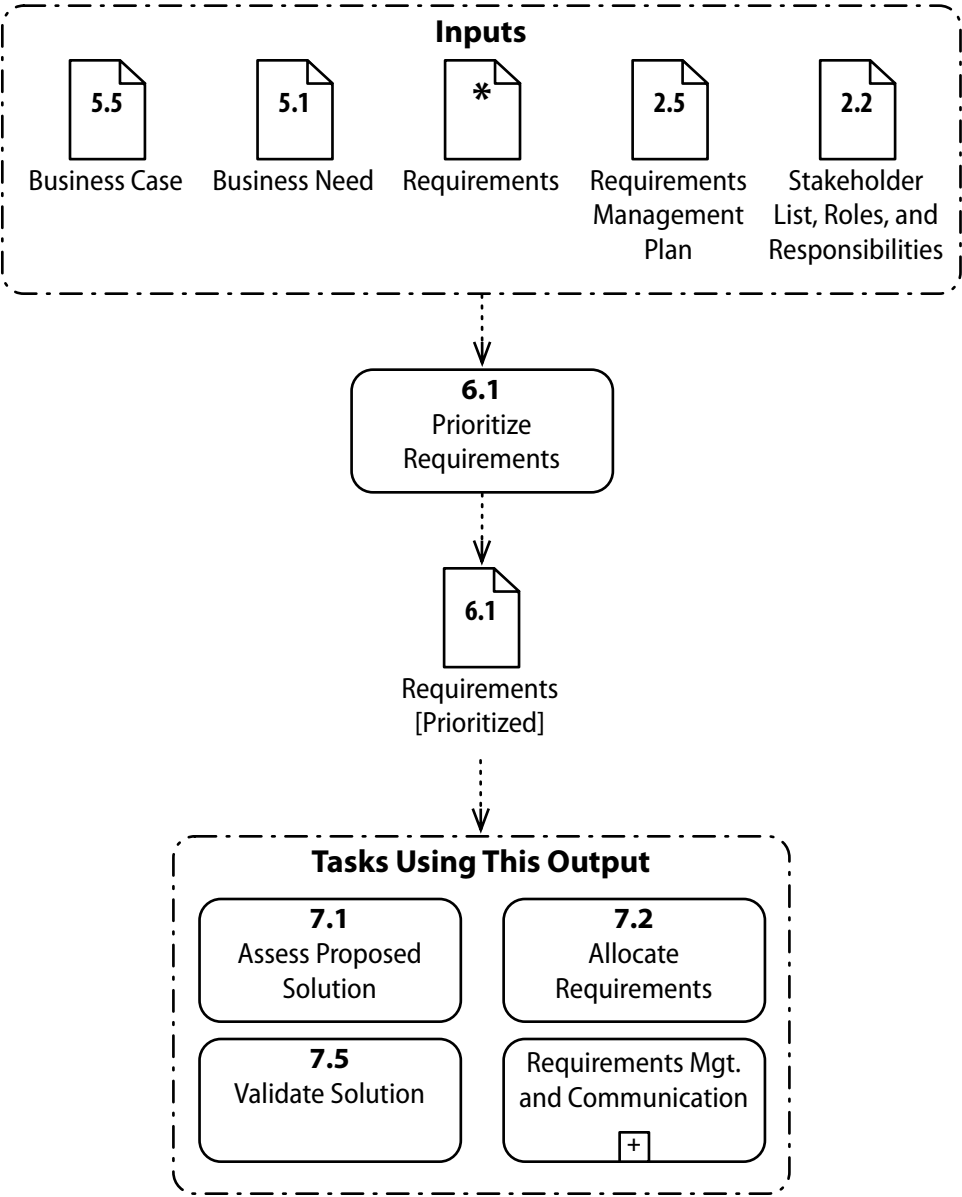 Inputs
5.5
5.1
*
2.5
2.2
Business Case
Business Need
Requirements
Requirements
Management
Plan
Stakeholder
List, Roles, and
Responsibilities
6.1
Prioritize
Requirements
6.1
Requirements
[Prioritized]
Tasks Using This Output
7.1
Assess Proposed
Solution
7.2
Allocate
Requirements
7.5
Validate Solution
Requirements Mgt.
and Communication
+